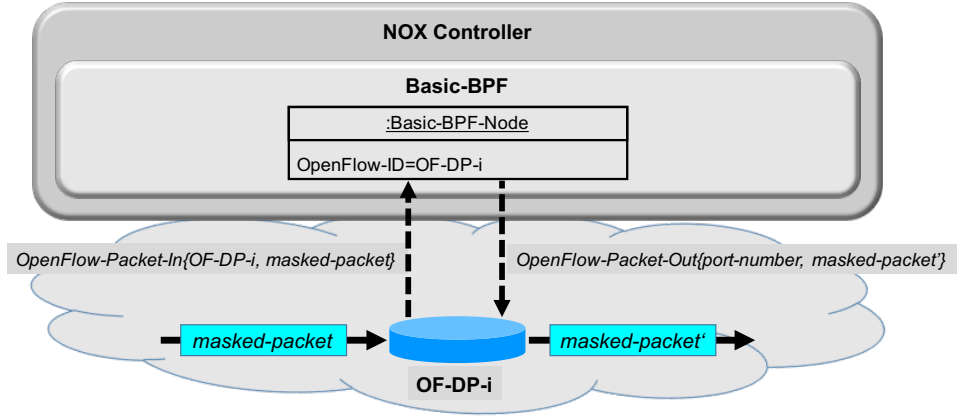 NOX Controller
Basic-BPF
:Basic-BPF-Node
OpenFlow-ID=OF-DP-i
OpenFlow-Packet-In{OF-DP-i, masked-packet}
OpenFlow-Packet-Out{port-number, masked-packet'}
masked-packet
masked-packet‘
OF-DP-i